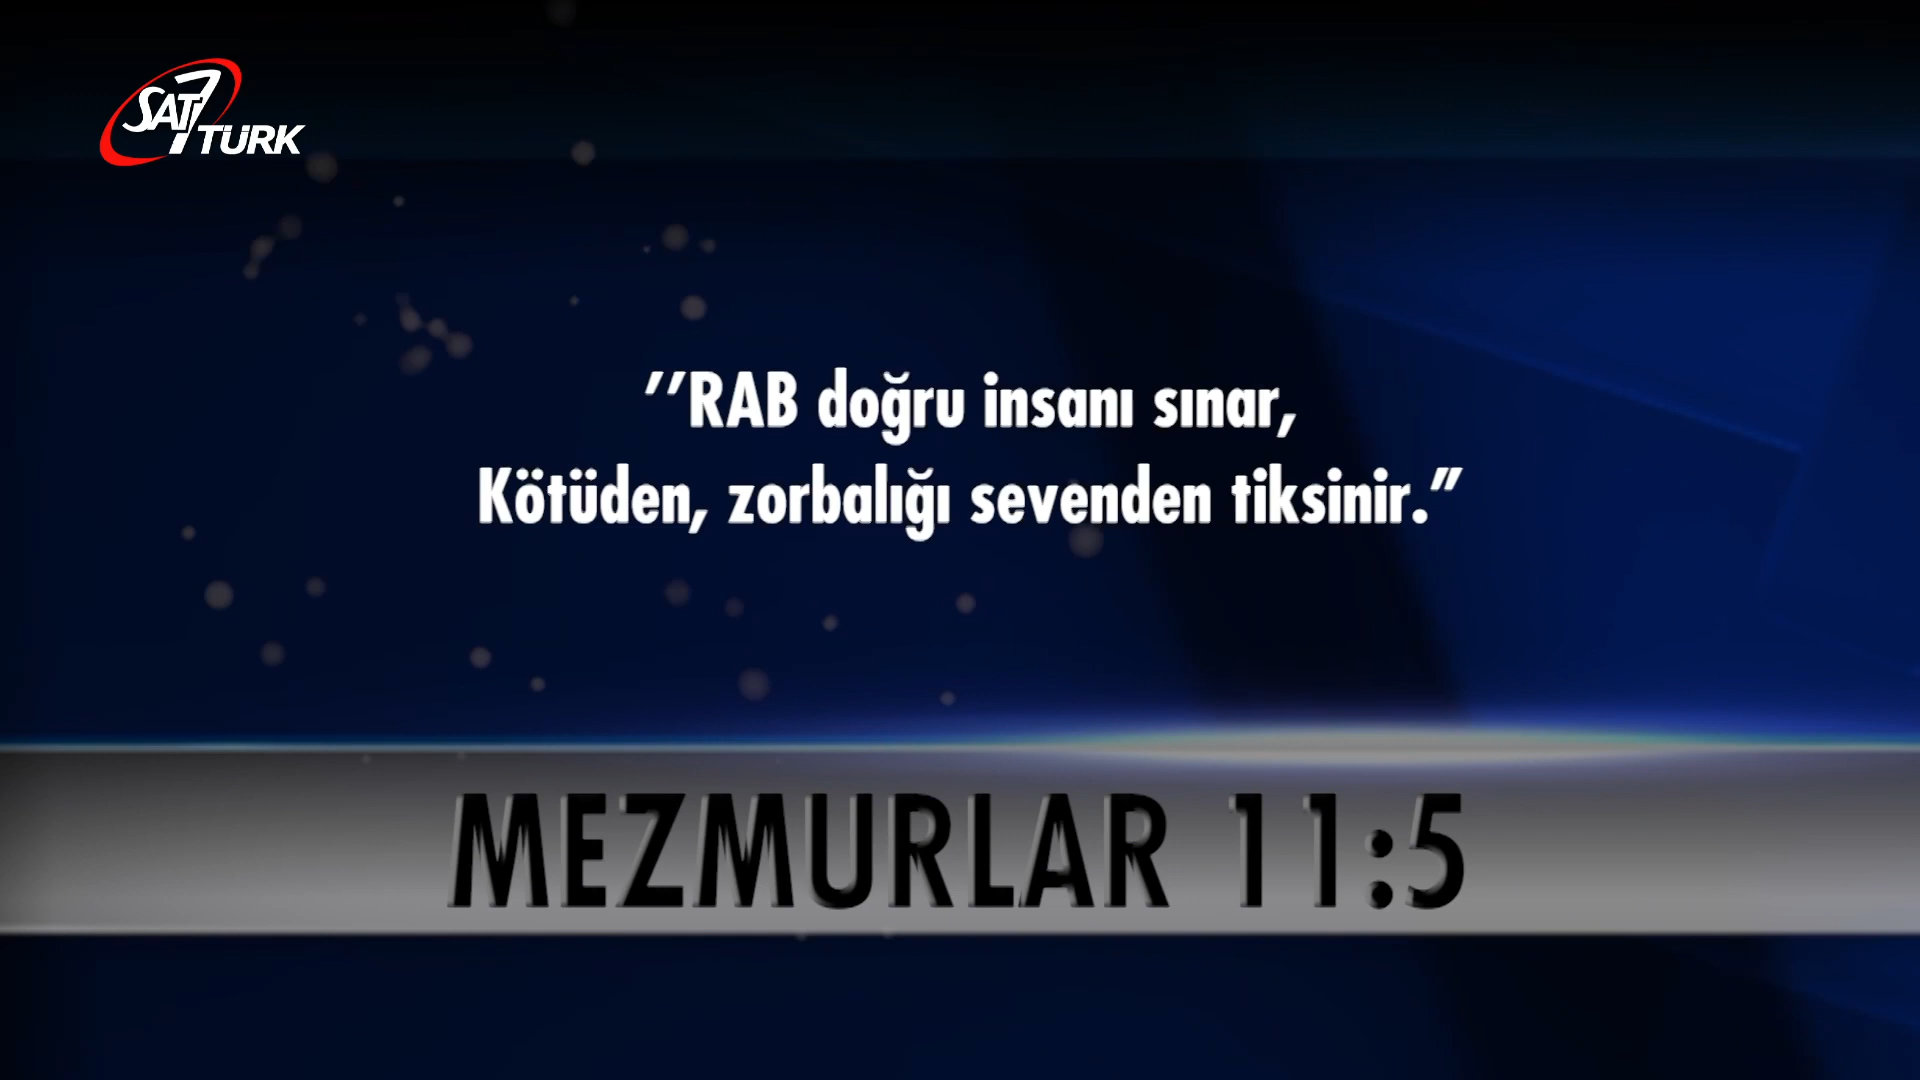 SAT7
TÜRK
’’RAB doğru insanı sınar,
Kötüden, zorbalığı sevenden tiksinir.”
MEZMURLAR 11:5